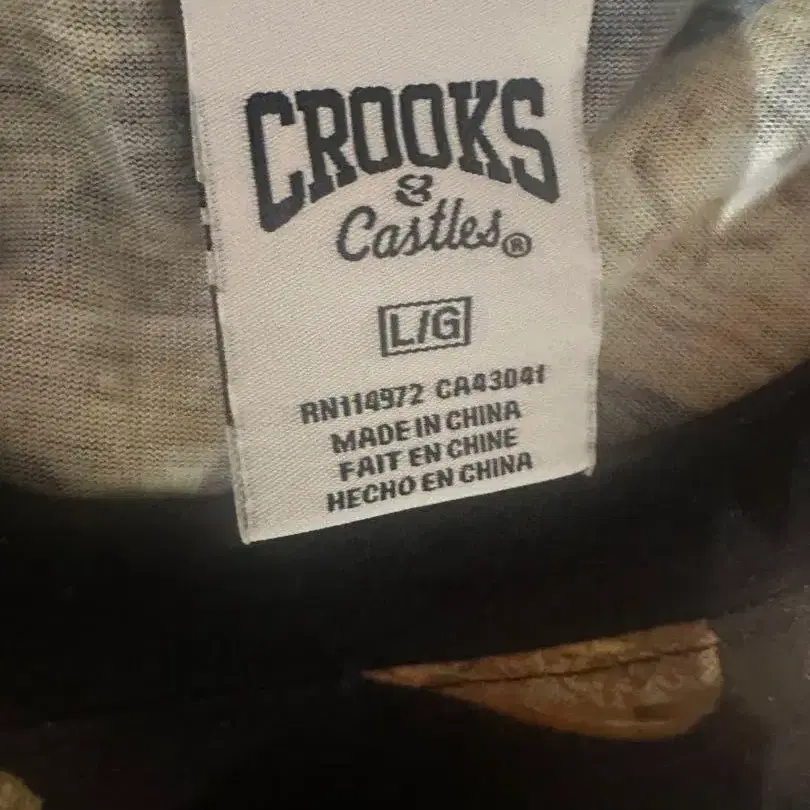 CROOKS
&
Castles®
L/G
RN114972 CA43041
MADE IN CHINA
FAIT EN CHINE
HECHO EN CHINA